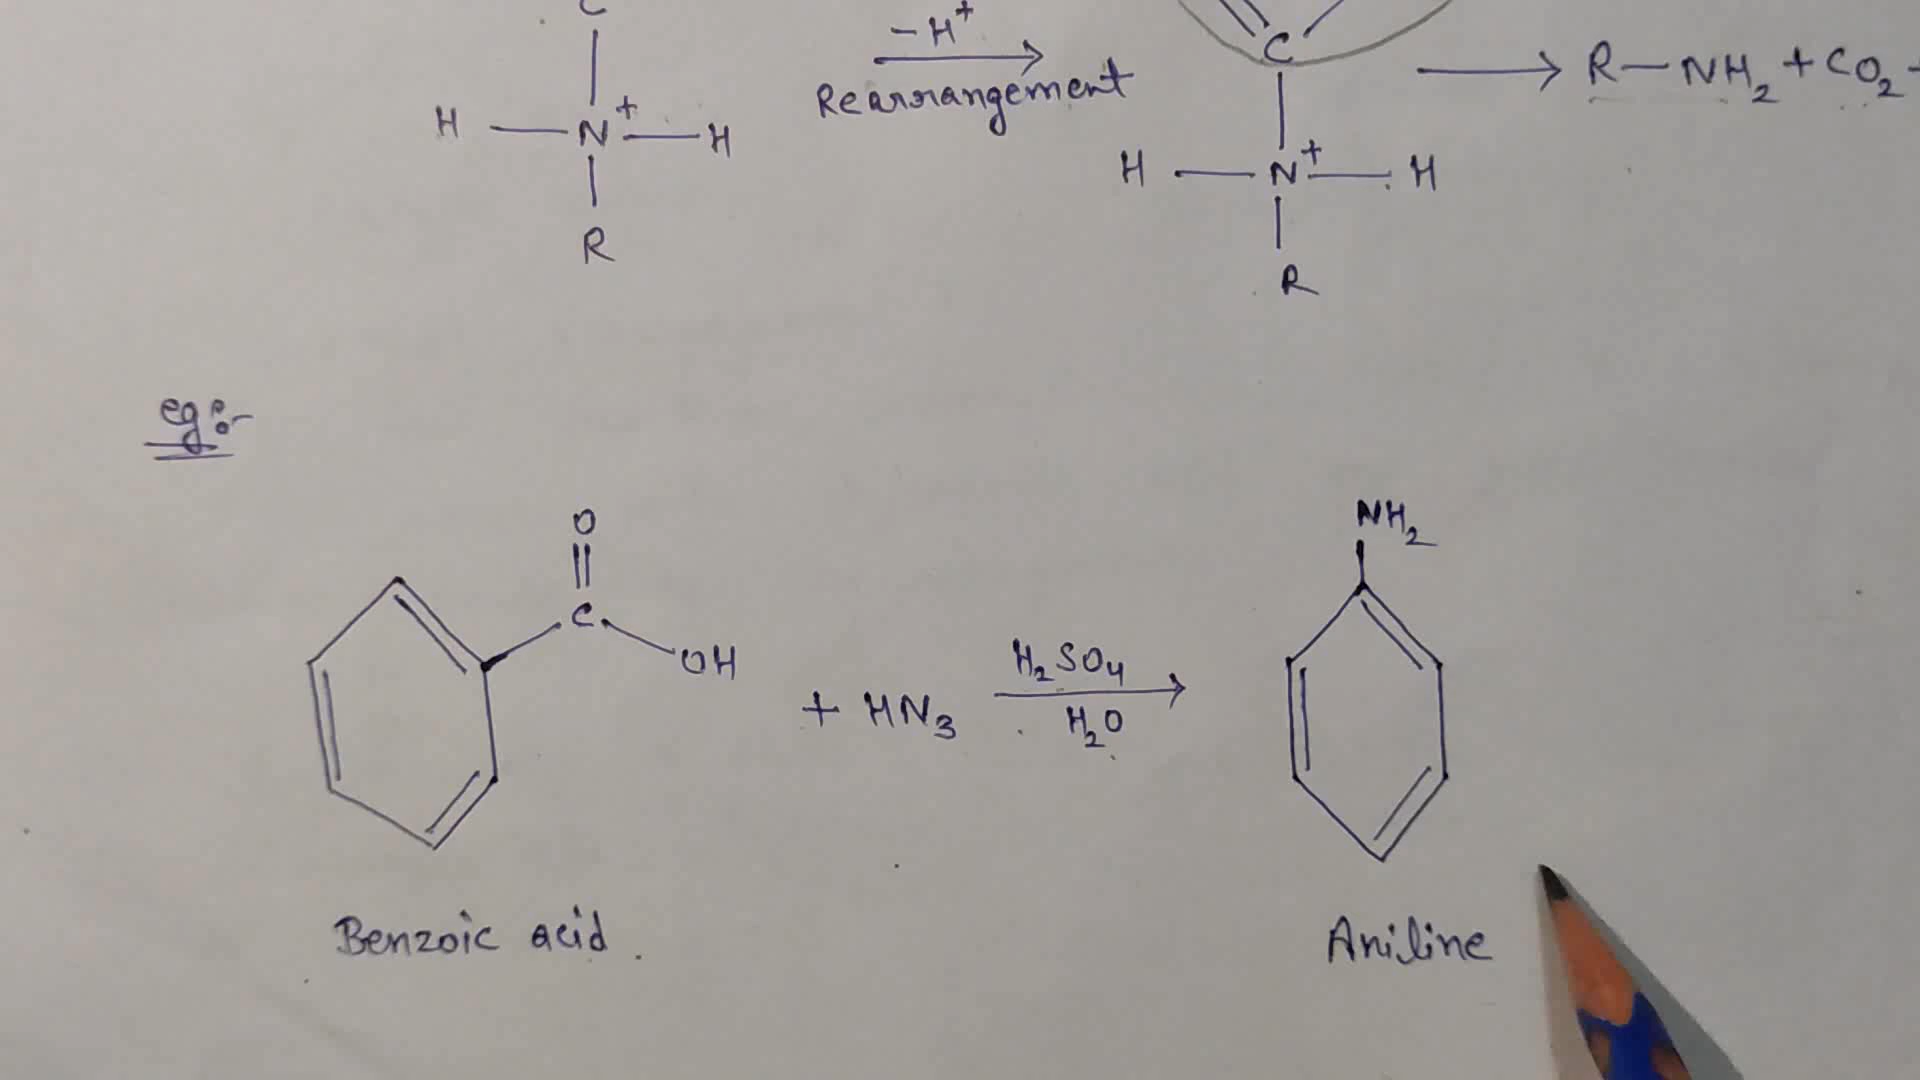 C
-H⁺
C
→ R-NH₂ + CO₂ +
Rearrangement
H-N⁺-H
H-N⁺-H
R
R
eg:-
O
NH₂
C
OH
H₂SO₄
+ HN₃
H₂O
Benzoic acid.
Aniline